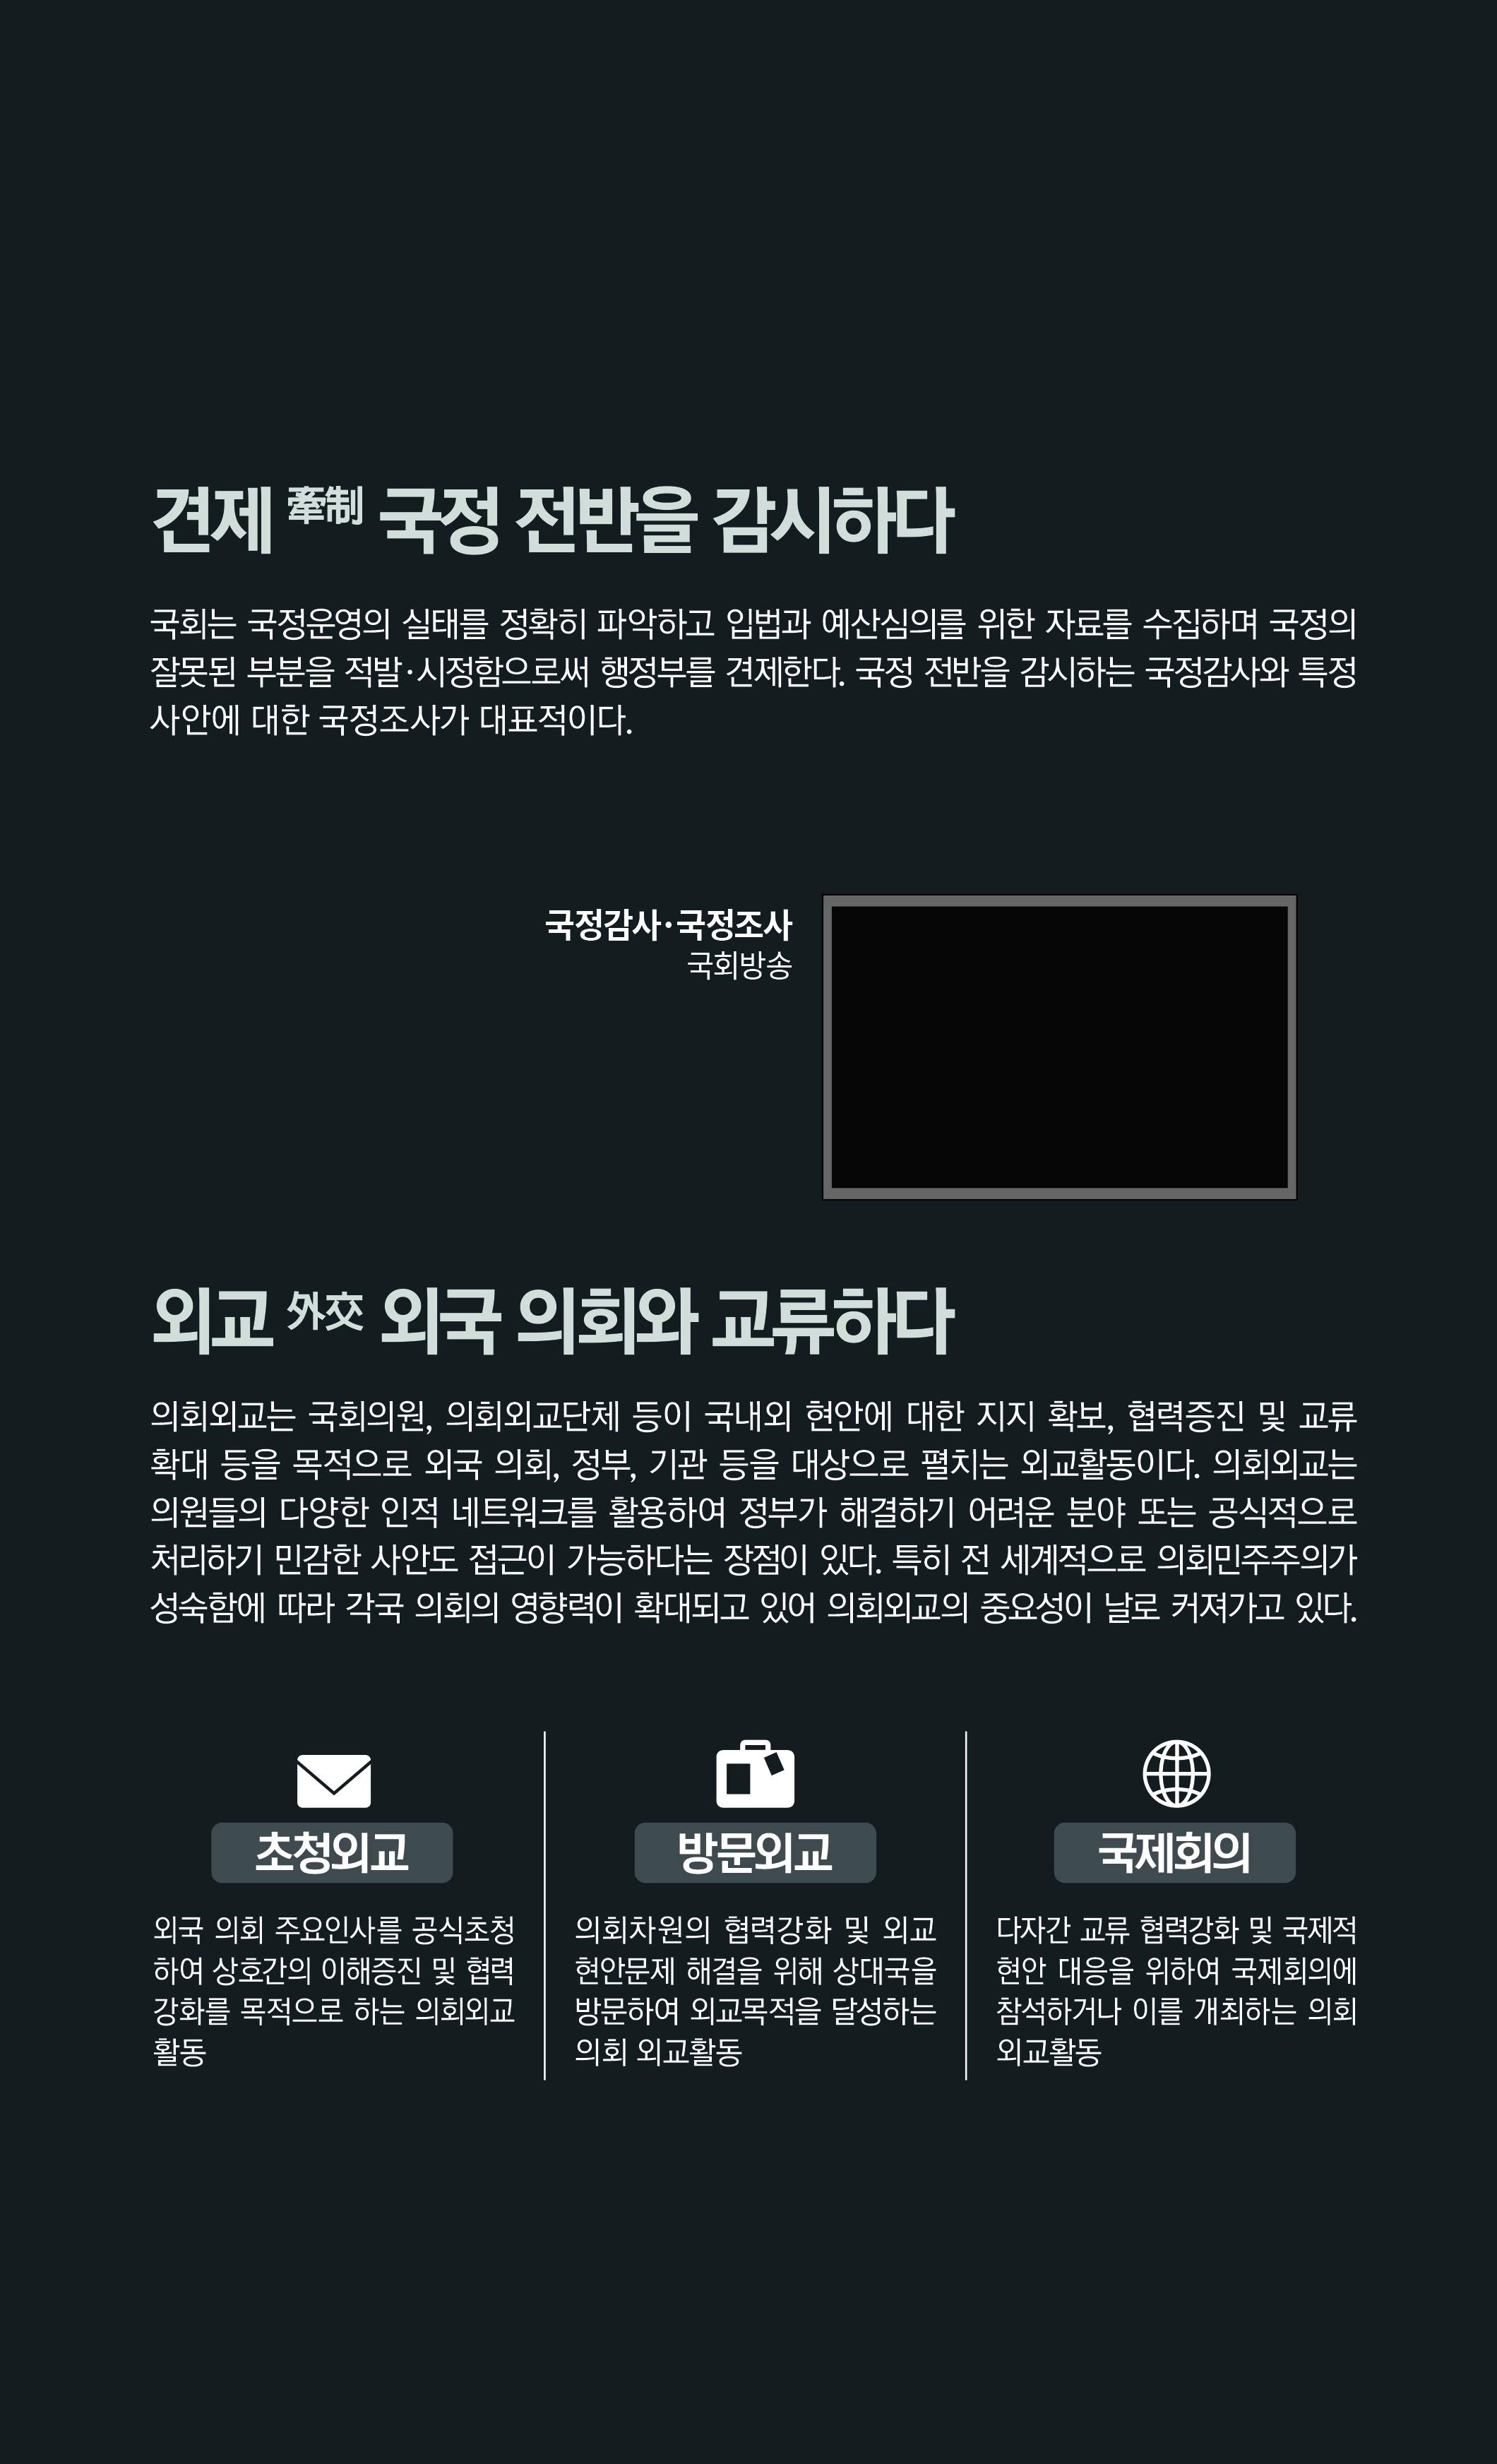 견제 牽制 국정 전반을 감시하다
국회는 국정운영의 실태를 정확히 파악하고 입법과 예산심의를 위한 자료를 수집하며 국정의
잘못된 부분을 적발·시정함으로써 행정부를 견제한다. 국정 전반을 감시하는 국정감사와 특정
사안에 대한 국정조사가 대표적이다.
국정감사·국정조사
국회방송
외교 外交 외국 의회와 교류하다
의회외교는 국회의원, 의회외교단체 등이 국내외 현안에 대한 지지 확보, 협력증진 및 교류
확대 등을 목적으로 외국 의회, 정부, 기관 등을 대상으로 펼치는 외교활동이다. 의회외교는
의원들의 다양한 인적 네트워크를 활용하여 정부가 해결하기 어려운 분야 또는 공식적으로
처리하기 민감한 사안도 접근이 가능하다는 장점이 있다. 특히 전 세계적으로 의회민주주의가
성숙함에 따라 각국 의회의 영향력이 확대되고 있어 의회외교의 중요성이 날로 커져가고 있다.
초청외교
외국 의회 주요인사를 공식초청
하여 상호간의 이해증진 및 협력
강화를 목적으로 하는 의회외교
활동
방문외교
의회차원의 협력강화 및 외교
현안문제 해결을 위해 상대국을
방문하여 외교목적을 달성하는
의회 외교활동
국제회의
다자간 교류 협력강화 및 국제적
현안 대응을 위하여 국제회의에
참석하거나 이를 개최하는 의회
외교활동